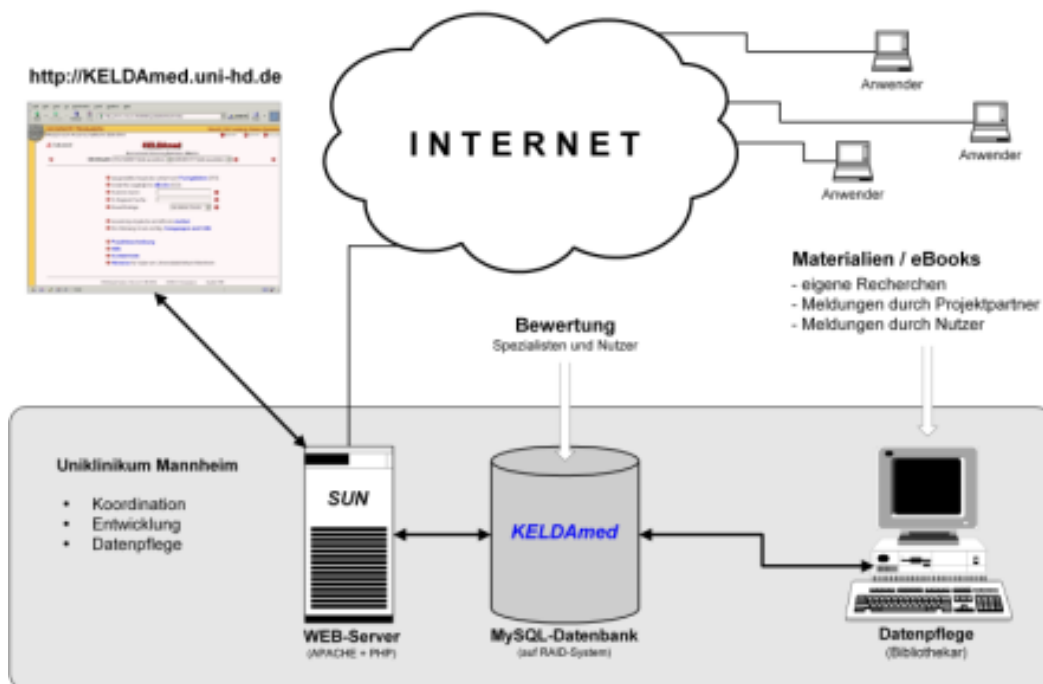 http://KELDAmed.uni-hd.de
KELDAmed
INTERNET
Anwender
Anwender
Anwender
Materialien / eBooks
- eigene Recherchen
- Meldungen durch Projektpartner
- Meldungen durch Nutzer
Bewertung
Spezialisten und Nutzer
Uniklinikum Mannheim
• Koordination
• Entwicklung
• Datenpflege
SUN
KELDAmed
WEB-Server
(APACHE + PHP)
MySQL-Datenbank
(auf RAID-System)
Datenpflege
(Bibliothekar)